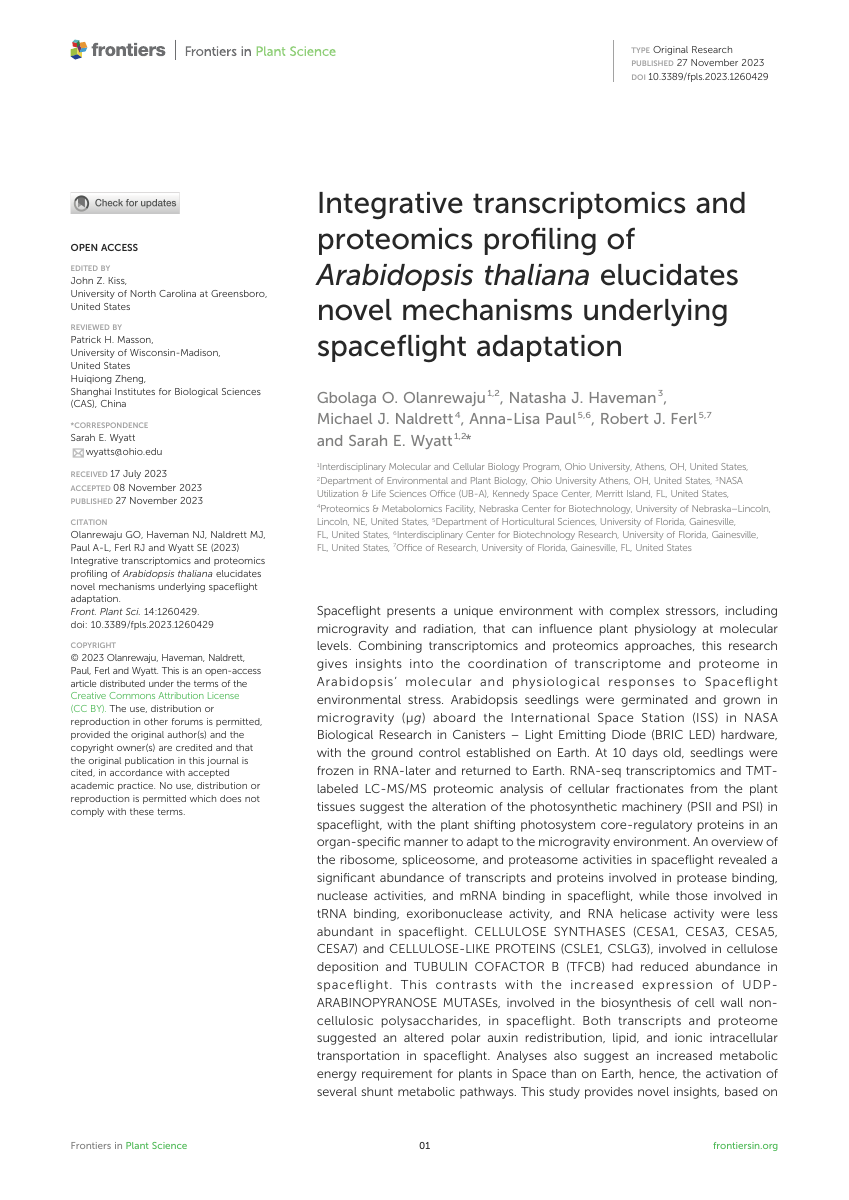 frontiers | Frontiers in Plant Science
TYPE Original Research
PUBLISHED 27 November 2023
DOI 10.3389/fpls.2023.1260429
Check for updates
OPEN ACCESS
EDITED BY
John Z. Kiss,
University of North Carolina at Greensboro,
United States
REVIEWED BY
Patrick H. Masson,
University of Wisconsin-Madison,
United States
Huiqiong Zheng,
Shanghai Institutes for Biological Sciences
(CAS), China
*CORRESPONDENCE
Sarah E. Wyatt
wyatts@ohio.edu
RECEIVED 17 July 2023
ACCEPTED 08 November 2023
PUBLISHED 27 November 2023
CITATION
Olanrewaju GO, Haveman NJ, Naldrett MJ,
Paul A-L, Ferl RJ and Wyatt SE (2023)
Integrative transcriptomics and proteomics
profiling of Arabidopsis thaliana elucidates
novel mechanisms underlying spaceflight
adaptation.
Front. Plant Sci. 14:1260429.
doi: 10.3389/fpls.2023.1260429
COPYRIGHT
© 2023 Olanrewaju, Haveman, Naldrett,
Paul, Ferl and Wyatt. This is an open-access
article distributed under the terms of the
Creative Commons Attribution License
(CC BY). The use, distribution or
reproduction in other forums is permitted,
provided the original author(s) and the
copyright owner(s) are credited and that
the original publication in this journal is
cited, in accordance with accepted
academic practice. No use, distribution or
reproduction is permitted which does not
comply with these terms.
Integrative transcriptomics and
proteomics profiling of
Arabidopsis thaliana elucidates
novel mechanisms underlying
spaceflight adaptation
Gbolaga O. Olanrewaju1,2, Natasha J. Haveman3,
Michael J. Naldrett4, Anna-Lisa Paul5,6, Robert J. Ferl5,7
and Sarah E. Wyatt1,2*
1Interdisciplinary Molecular and Cellular Biology Program, Ohio University, Athens, OH, United States,
2Department of Environmental and Plant Biology, Ohio University Athens, OH, United States, 3NASA
Utilization & Life Sciences Office (UB-A), Kennedy Space Center, Merritt Island, FL, United States,
4Proteomics & Metabolomics Facility, Nebraska Center for Biotechnology, University of Nebraska–Lincoln,
Lincoln, NE, United States, 5Department of Horticultural Sciences, University of Florida, Gainesville,
FL, United States, 6Interdisciplinary Center for Biotechnology Research, University of Florida, Gainesville,
FL, United States, 7Office of Research, University of Florida, Gainesville, FL, United States
Spaceflight presents a unique environment with complex stressors, including
microgravity and radiation, that can influence plant physiology at molecular
levels. Combining transcriptomics and proteomics approaches, this research
gives insights into the coordination of transcriptome and proteome in
Arabidopsis’ molecular and physiological responses to Spaceflight
environmental stress. Arabidopsis seedlings were germinated and grown in
microgravity (µg) aboard the International Space Station (ISS) in NASA
Biological Research in Canisters – Light Emitting Diode (BRIC LED) hardware,
with the ground control established on Earth. At 10 days old, seedlings were
frozen in RNA-later and returned to Earth. RNA-seq transcriptomics and TMT-
labeled LC-MS/MS proteomic analysis of cellular fractionates from the plant
tissues suggest the alteration of the photosynthetic machinery (PSII and PSI) in
spaceflight, with the plant shifting photosystem core-regulatory proteins in an
organ-specific manner to adapt to the microgravity environment. An overview of
the ribosome, spliceosome, and proteasome activities in spaceflight revealed a
significant abundance of transcripts and proteins involved in protease binding,
nuclease activities, and mRNA binding in spaceflight, while those involved in
tRNA binding, exoribonuclease activity, and RNA helicase activity were less
abundant in spaceflight. CELLULOSE SYNTHASES (CESA1, CESA3, CESA5,
CESA7) and CELLULOSE-LIKE PROTEINS (CSLE1, CSLG3), involved in cellulose
deposition and TUBULIN COFACTOR B (TFCB) had reduced abundance in
spaceflight. This contrasts with the increased expression of UDP-
ARABINOPYRANOSE MUTASEs, involved in the biosynthesis of cell wall non-
cellulosic polysaccharides, in spaceflight. Both transcripts and proteome
suggested an altered polar auxin redistribution, lipid, and ionic intracellular
transportation in spaceflight. Analyses also suggest an increased metabolic
energy requirement for plants in Space than on Earth, hence, the activation of
several shunt metabolic pathways. This study provides novel insights, based on
Frontiers in Plant Science
01
frontiersin.org